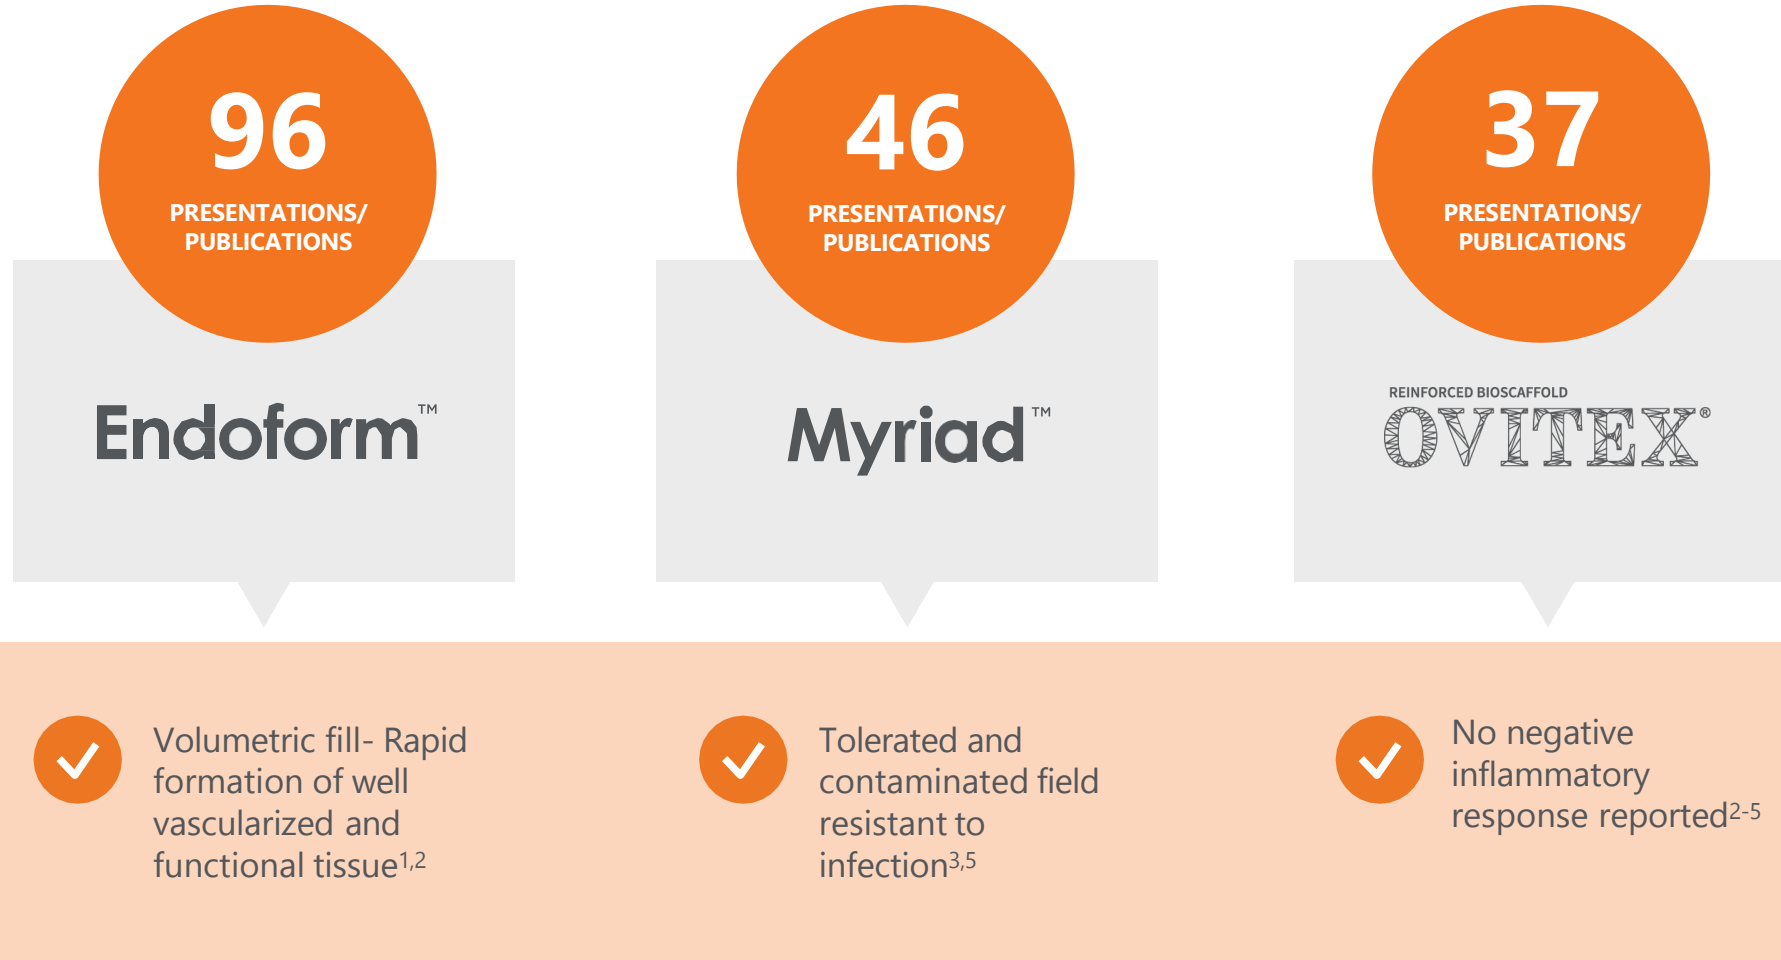 96
PRESENTATIONS/
PUBLICATIONS
Endoform™
46
PRESENTATIONS/
PUBLICATIONS
Myriad™
37
PRESENTATIONS/
PUBLICATIONS
REINFORCED BIOSCAFFOLD
OVITEX®
Volumetric fill- Rapid
formation of well
vascularized and
functional tissue1,2
Tolerated and
contaminated field
resistant to
infection3,5
No negative
inflammatory
response reported2-5